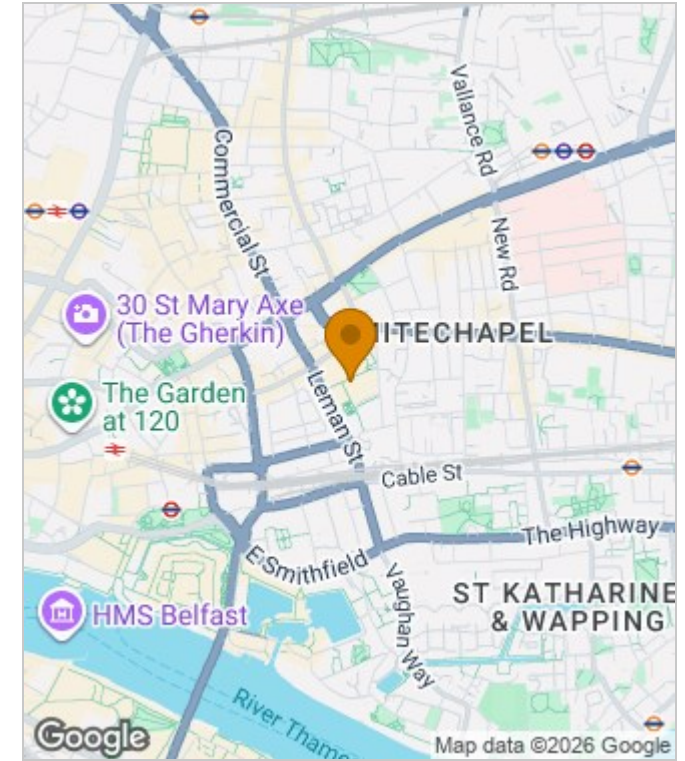 Vallance Rd
Commercial St
New Rd
30 St Mary Axe
(The Gherkin)
HITECHAPEL
The Garden
at 120
Leman St
Cable St
The Highway
E Smithfield
Vaughan Way
ST KATHARINE
& WAPPING
HMS Belfast
River Thame
Google
Map data ©2026 Google